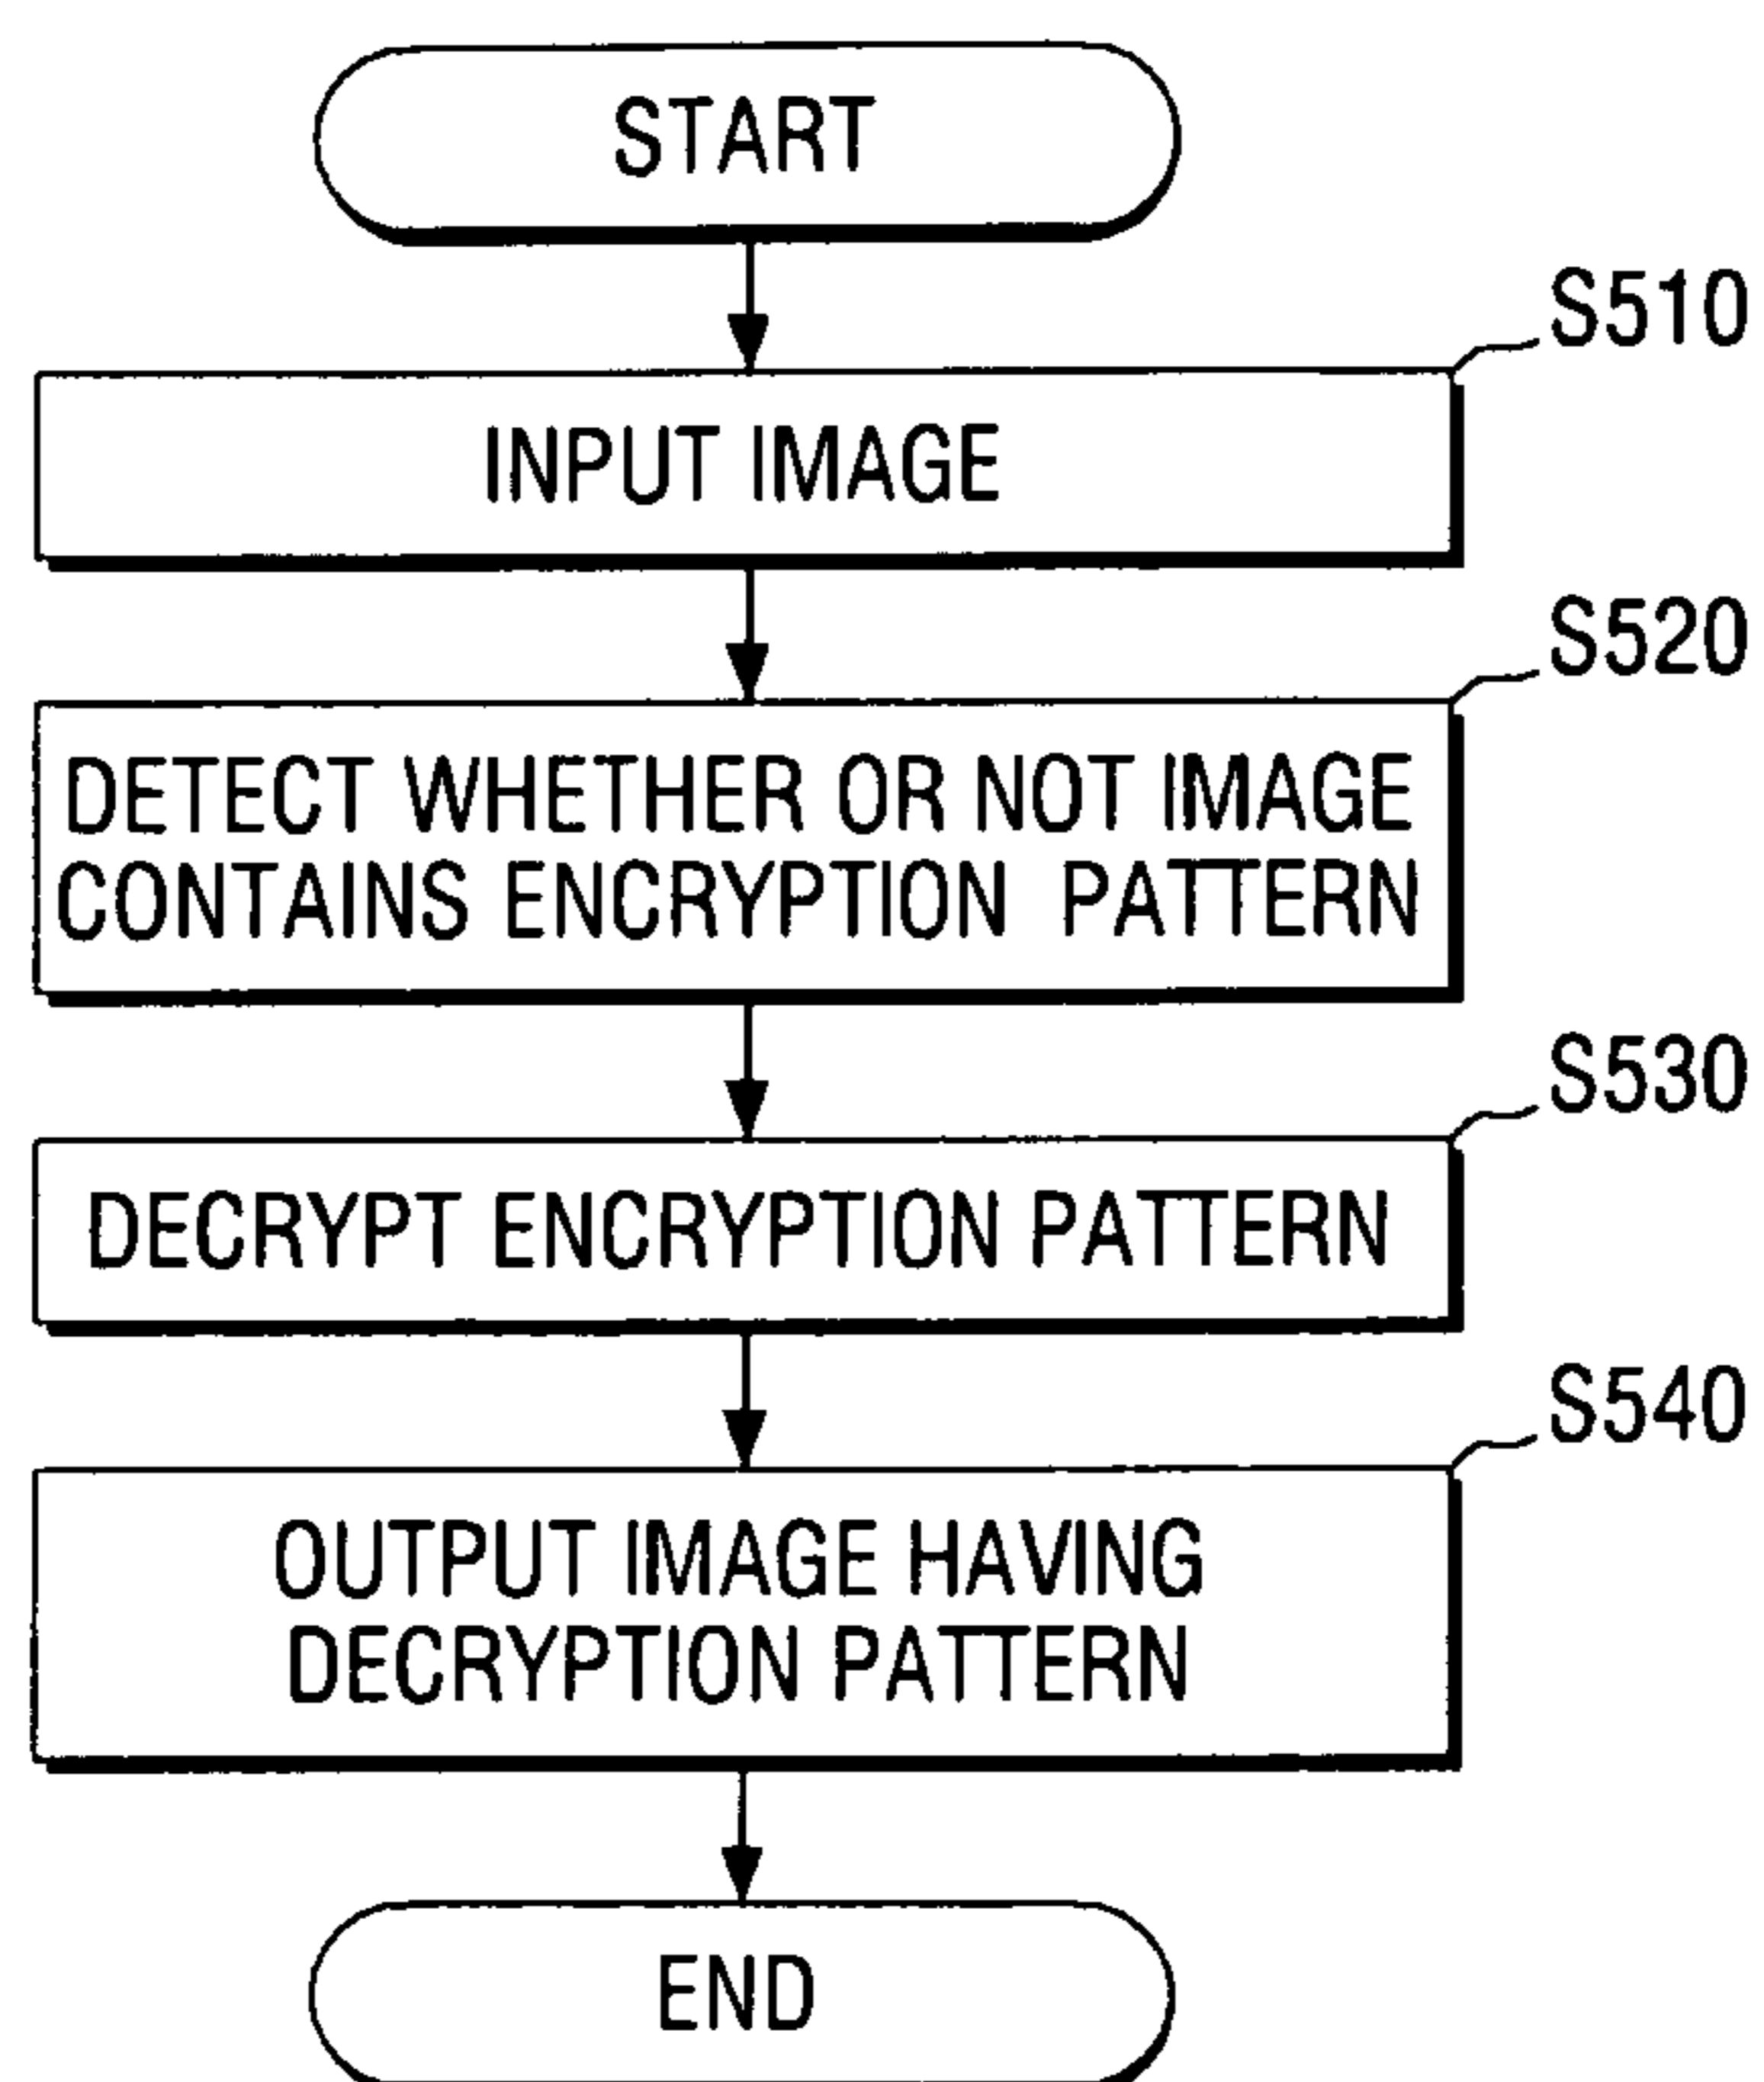 START
S510
INPUT IMAGE
S520
DETECT WHETHER OR NOT IMAGE
CONTAINS ENCRYPTION PATTERN
S530
DECRYPT ENCRYPTION PATTERN
S540
OUTPUT IMAGE HAVING
DECRYPTION PATTERN
END